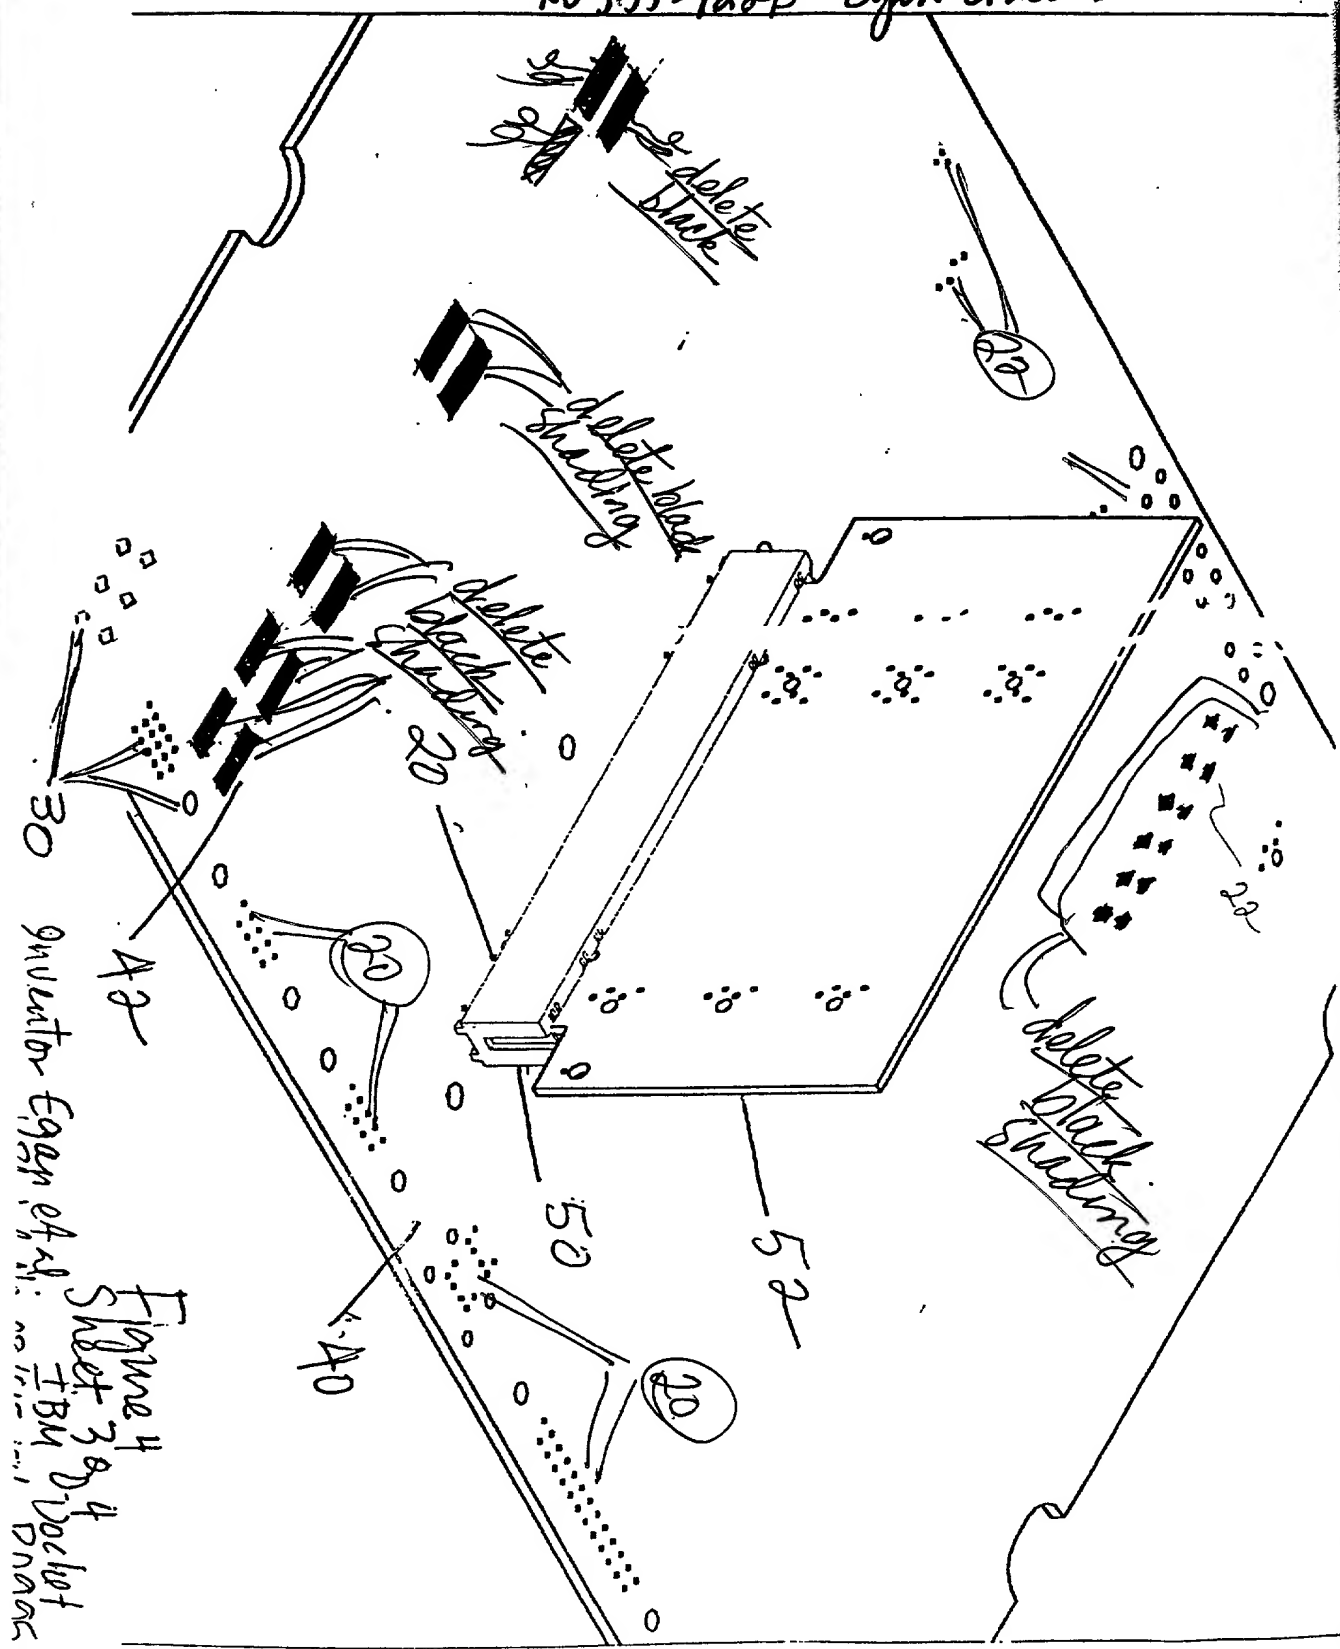 delete
black
22
delete black
shading
delete
black
shading
22
20
30
42
20
delete
black
shading
50
52
40
20
Figure 4
Sheet 3 of 4
Inventor Egan et al: IBM Docket